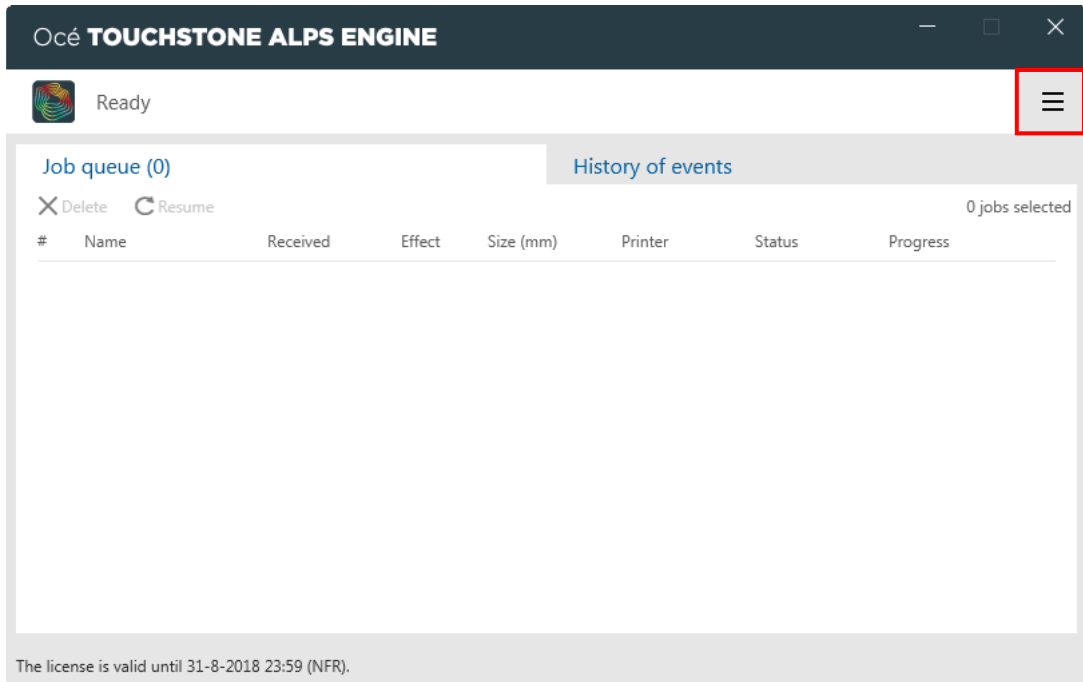 Océ TOUCHSTONE ALPS ENGINE
Ready
Job queue (0)
History of events
Delete Resume 0 jobs selected
# Name Received Effect Size (mm) Printer Status Progress
The license is valid until 31-8-2018 23:59 (NFR).